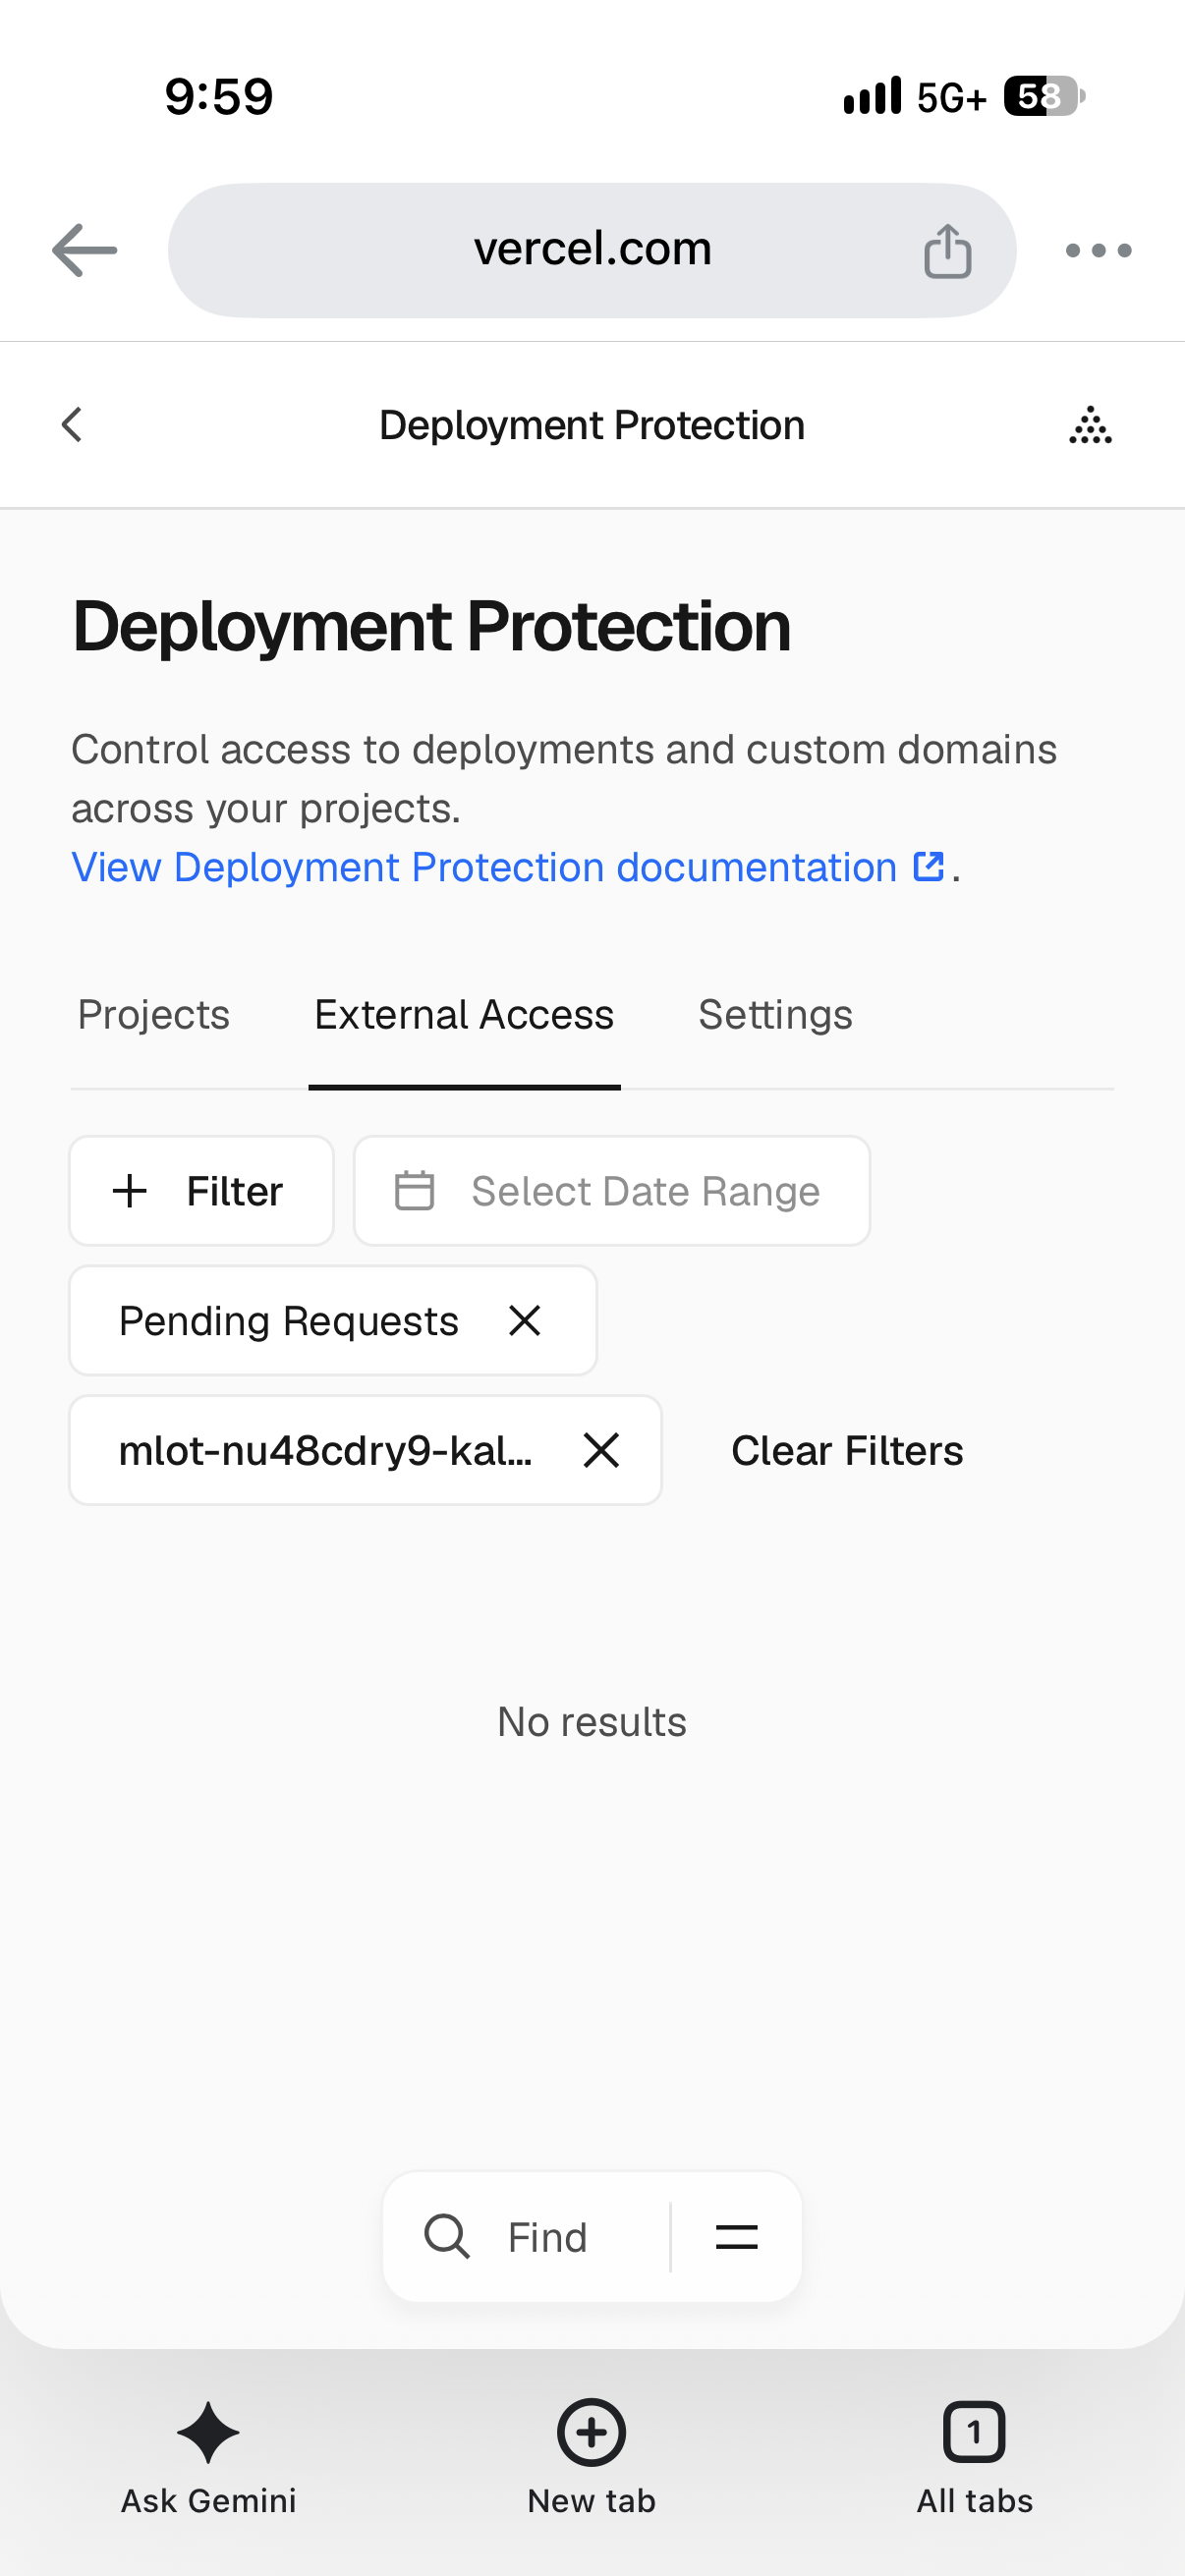 9:59
5G+
58
vercel.com
Deployment Protection
Deployment Protection
Control access to deployments and custom domains
across your projects.
View Deployment Protection documentation .
Projects
External Access
Settings
Filter
Select Date Range
Pending Requests
mlot-nu48cdry9-kal...
Clear Filters
No results
Find
1
Ask Gemini
New tab
All tabs